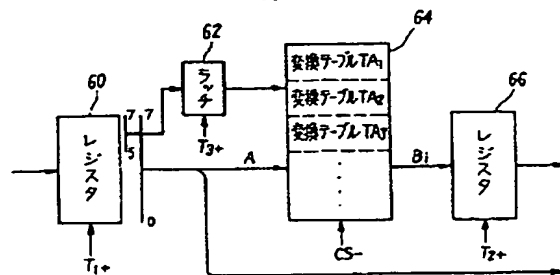 62
ラッチ
T3+
64
変換テーブルTA1
変換テーブルTA2
変換テーブルTA3
60
レジスタ
T1+
7
5
7
0
A
CS-
Bi
66
レジスタ
T2+